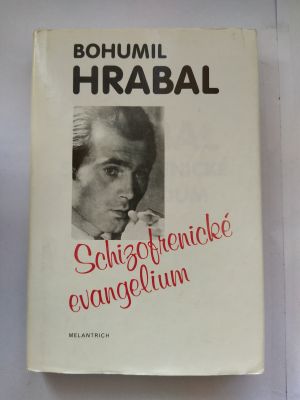 BOHUMIL
HRABAL
Schizofrenické
evangelium
MELANTRICH